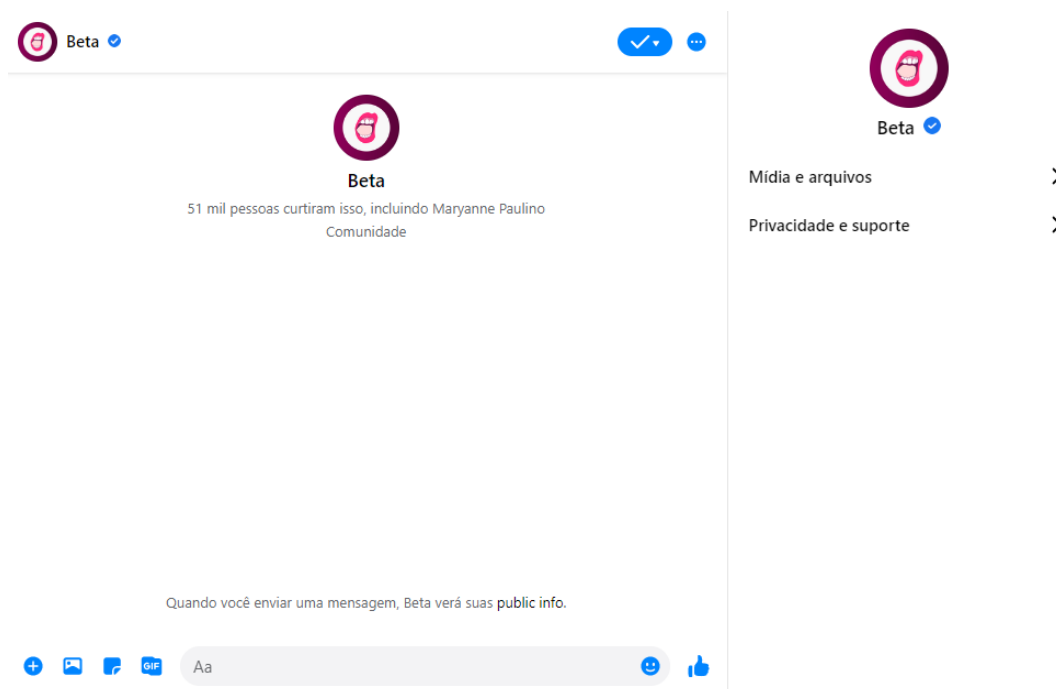 Beta
Beta
51 mil pessoas curtiram isso, incluindo Maryanne Paulino
Comunidade
Quando você enviar uma mensagem, Beta verá suas public info.
GIF
Aa
Beta
Mídia e arquivos
Privacidade e suporte